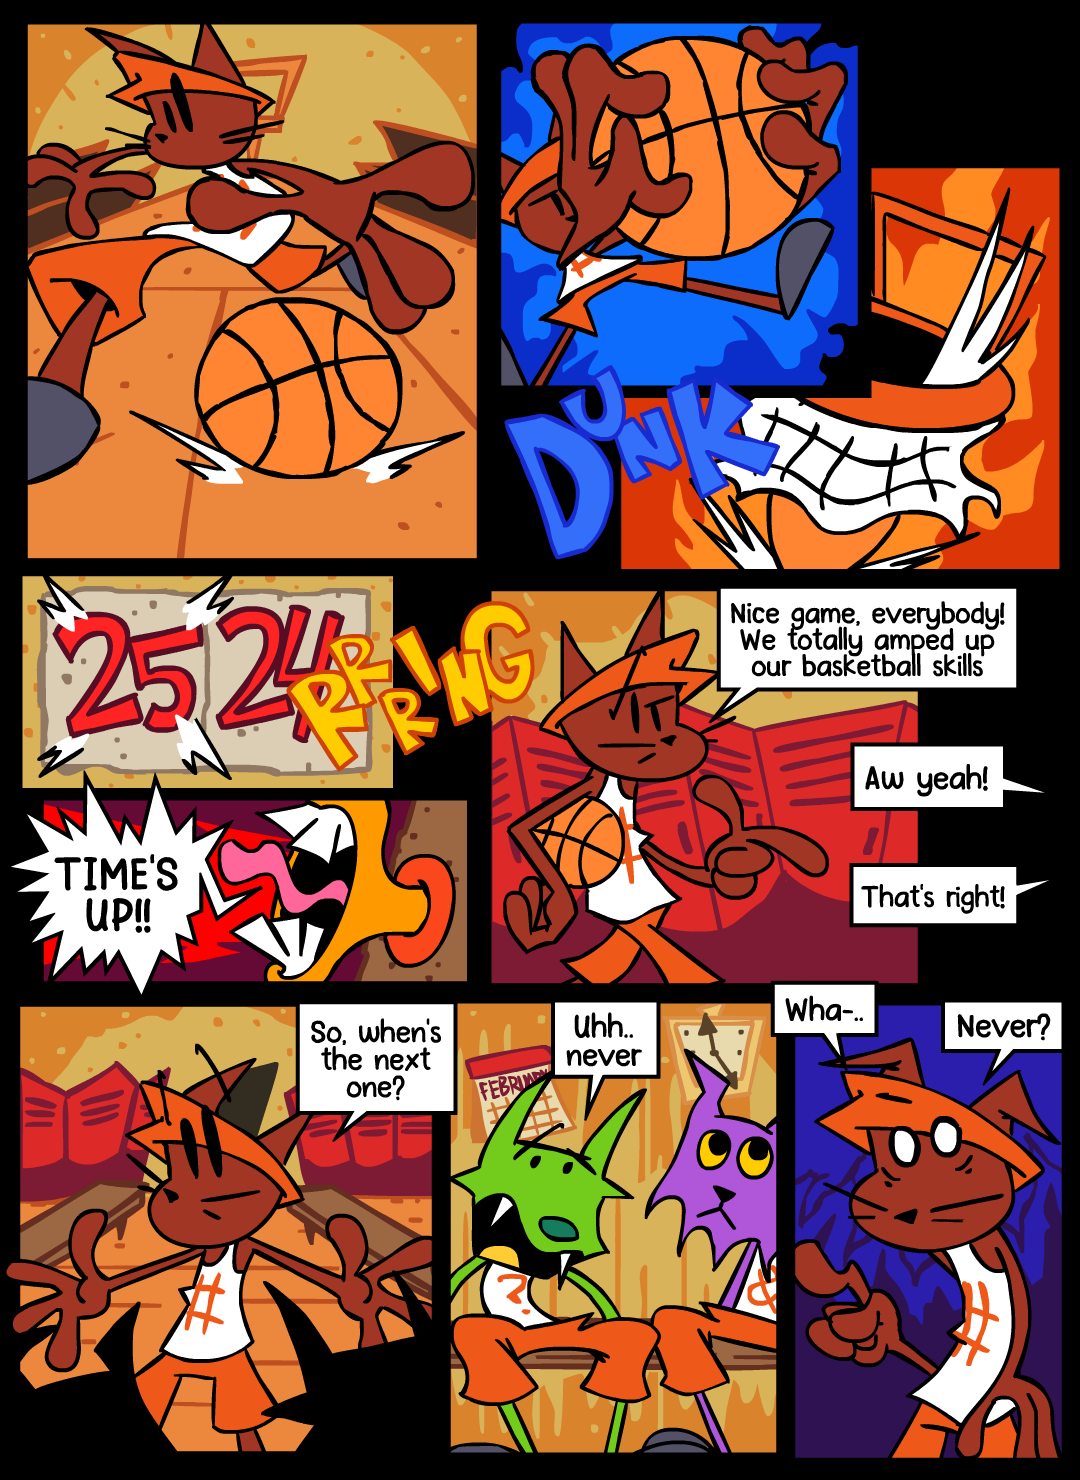 DUNK
25 24
RRRING
Nice game, everybody!
We totally amped up
our basketball skills
Aw yeah!
TIME'S
UP!!
That's right!
So, when's
the next
one?
Uhh..
never
FEBRUARY
Wha-..
Never?
#
?
#